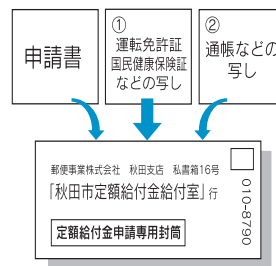 申請書
①
運転免許証
国民健康保険証
などの写し
②
通帳などの
写し
郵便事業株式会社 秋田支店 私書箱16号
「秋田市定額給付金給付室」行
定額給付金申請専用封筒
010-8790